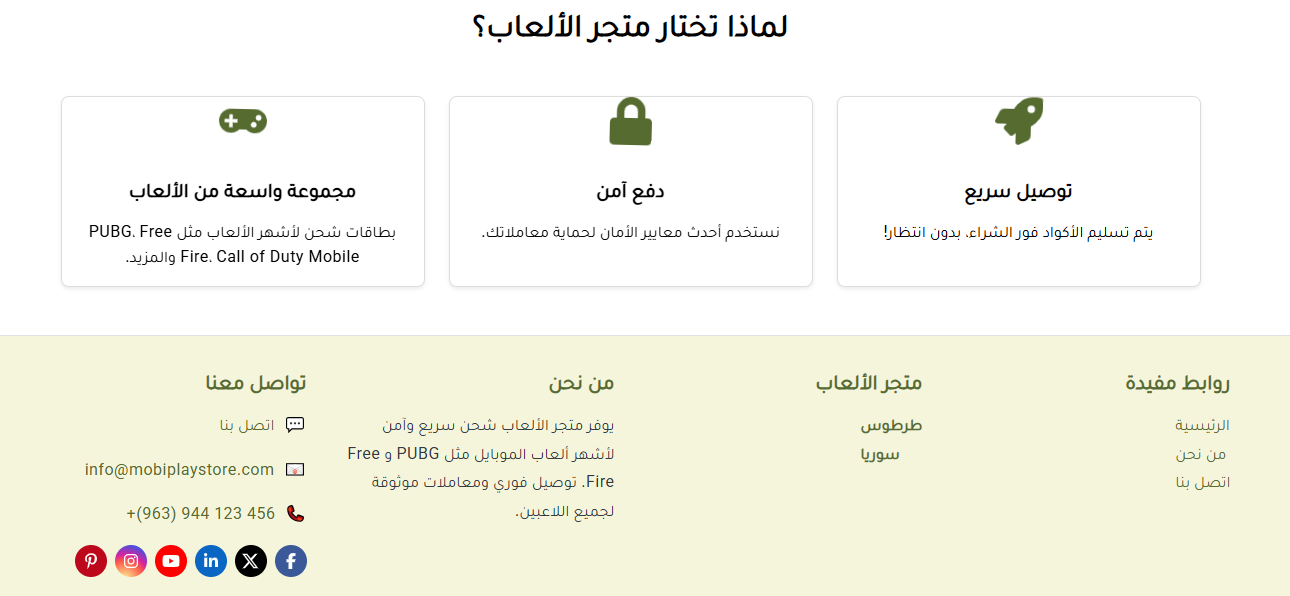 لماذا تختار متجر الألعاب؟
توصيل سريع
يتم تسليم الأكواد فور الشراء، بدون انتظار!
دفع آمن
نستخدم أحدث معايير الأمان لحماية معاملاتك.
مجموعة واسعة من الألعاب
بطاقات شحن لأشهر الألعاب مثل PUBG، Free
Fire، Call of Duty Mobile والمزيد.
روابط مفيدة
الرئيسية
من نحن
اتصل بنا
متجر الألعاب
طرطوس
سوريا
من نحن
يوفر متجر الألعاب شحن سريع وآمن
لأشهر ألعاب الموبايل مثل PUBG و Free
Fire. توصيل فوري ومعاملات موثوقة
لجميع اللاعبين.
تواصل معنا
اتصل بنا
info@mobiplaystore.com
+(963) 944 123 456